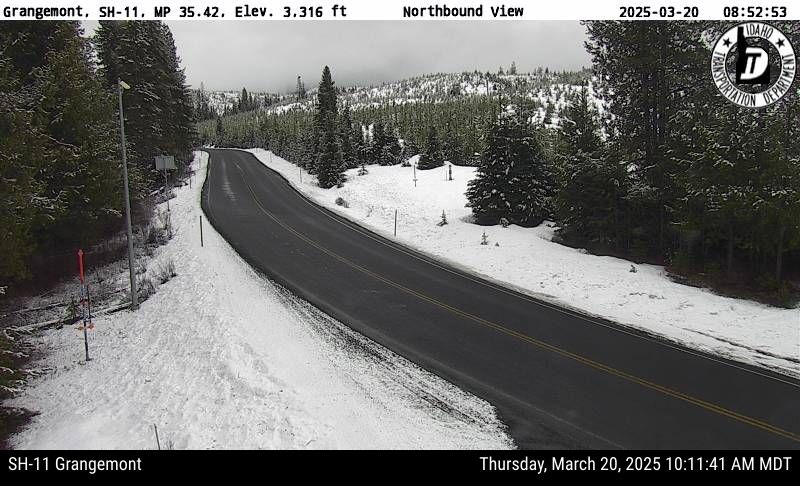 Grangemont, SH-11, MP 35.42, Elev. 3,316 ft Northbound View 2025-03-20 08:52:53
IDAHO
TRANSPORTATION DEPARTMENT
SH-11 Grangemont Thursday, March 20, 2025 10:11:41 AM MDT